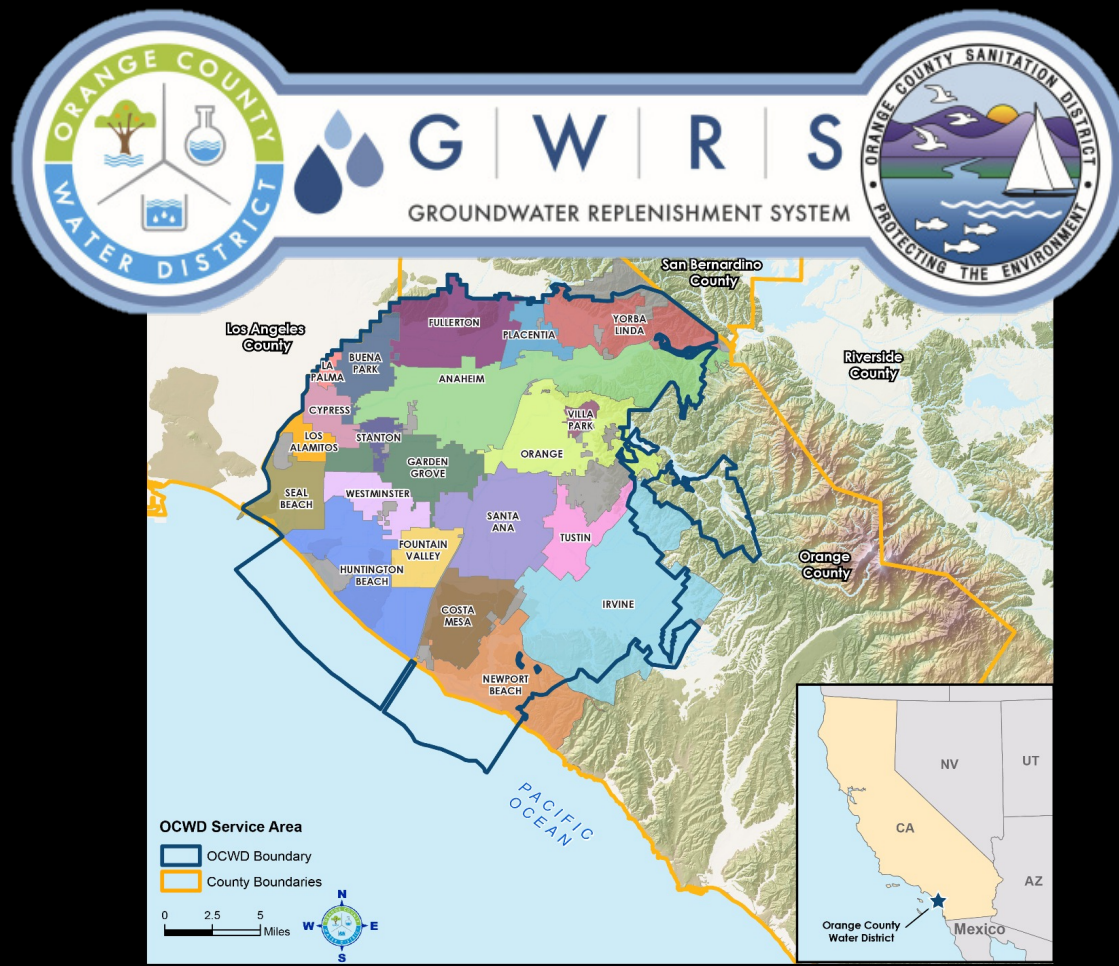 ORANGE COUNTY
WATER DISTRICT
G W R S
GROUNDWATER REPLENISHMENT SYSTEM
ORANGE COUNTY SANITATION DISTRICT
PROTECTING THE ENVIRONMENT
San Bernardino
County
Los Angeles
County
Riverside
County
FULLERTON
PLACENTIA
YORBA
LINDA
BUENA
PARK
LA
PALMA
ANAHEIM
CYPRESS
VILLA
PARK
LOS
ALAMITOS
STANTON
GARDEN
GROVE
ORANGE
SEAL
BEACH
WESTMINSTER
SANTA
ANA
TUSTIN
FOUNTAIN
VALLEY
HUNTINGTON
BEACH
Orange
County
COSTA
MESA
IRVINE
NEWPORT
BEACH
PACIFIC
OCEAN
OCWD Service Area
OCWD Boundary
County Boundaries
0 2.5 5
Miles
N
W E
S
NV
UT
CA
AZ
Orange County
Water District
Mexico